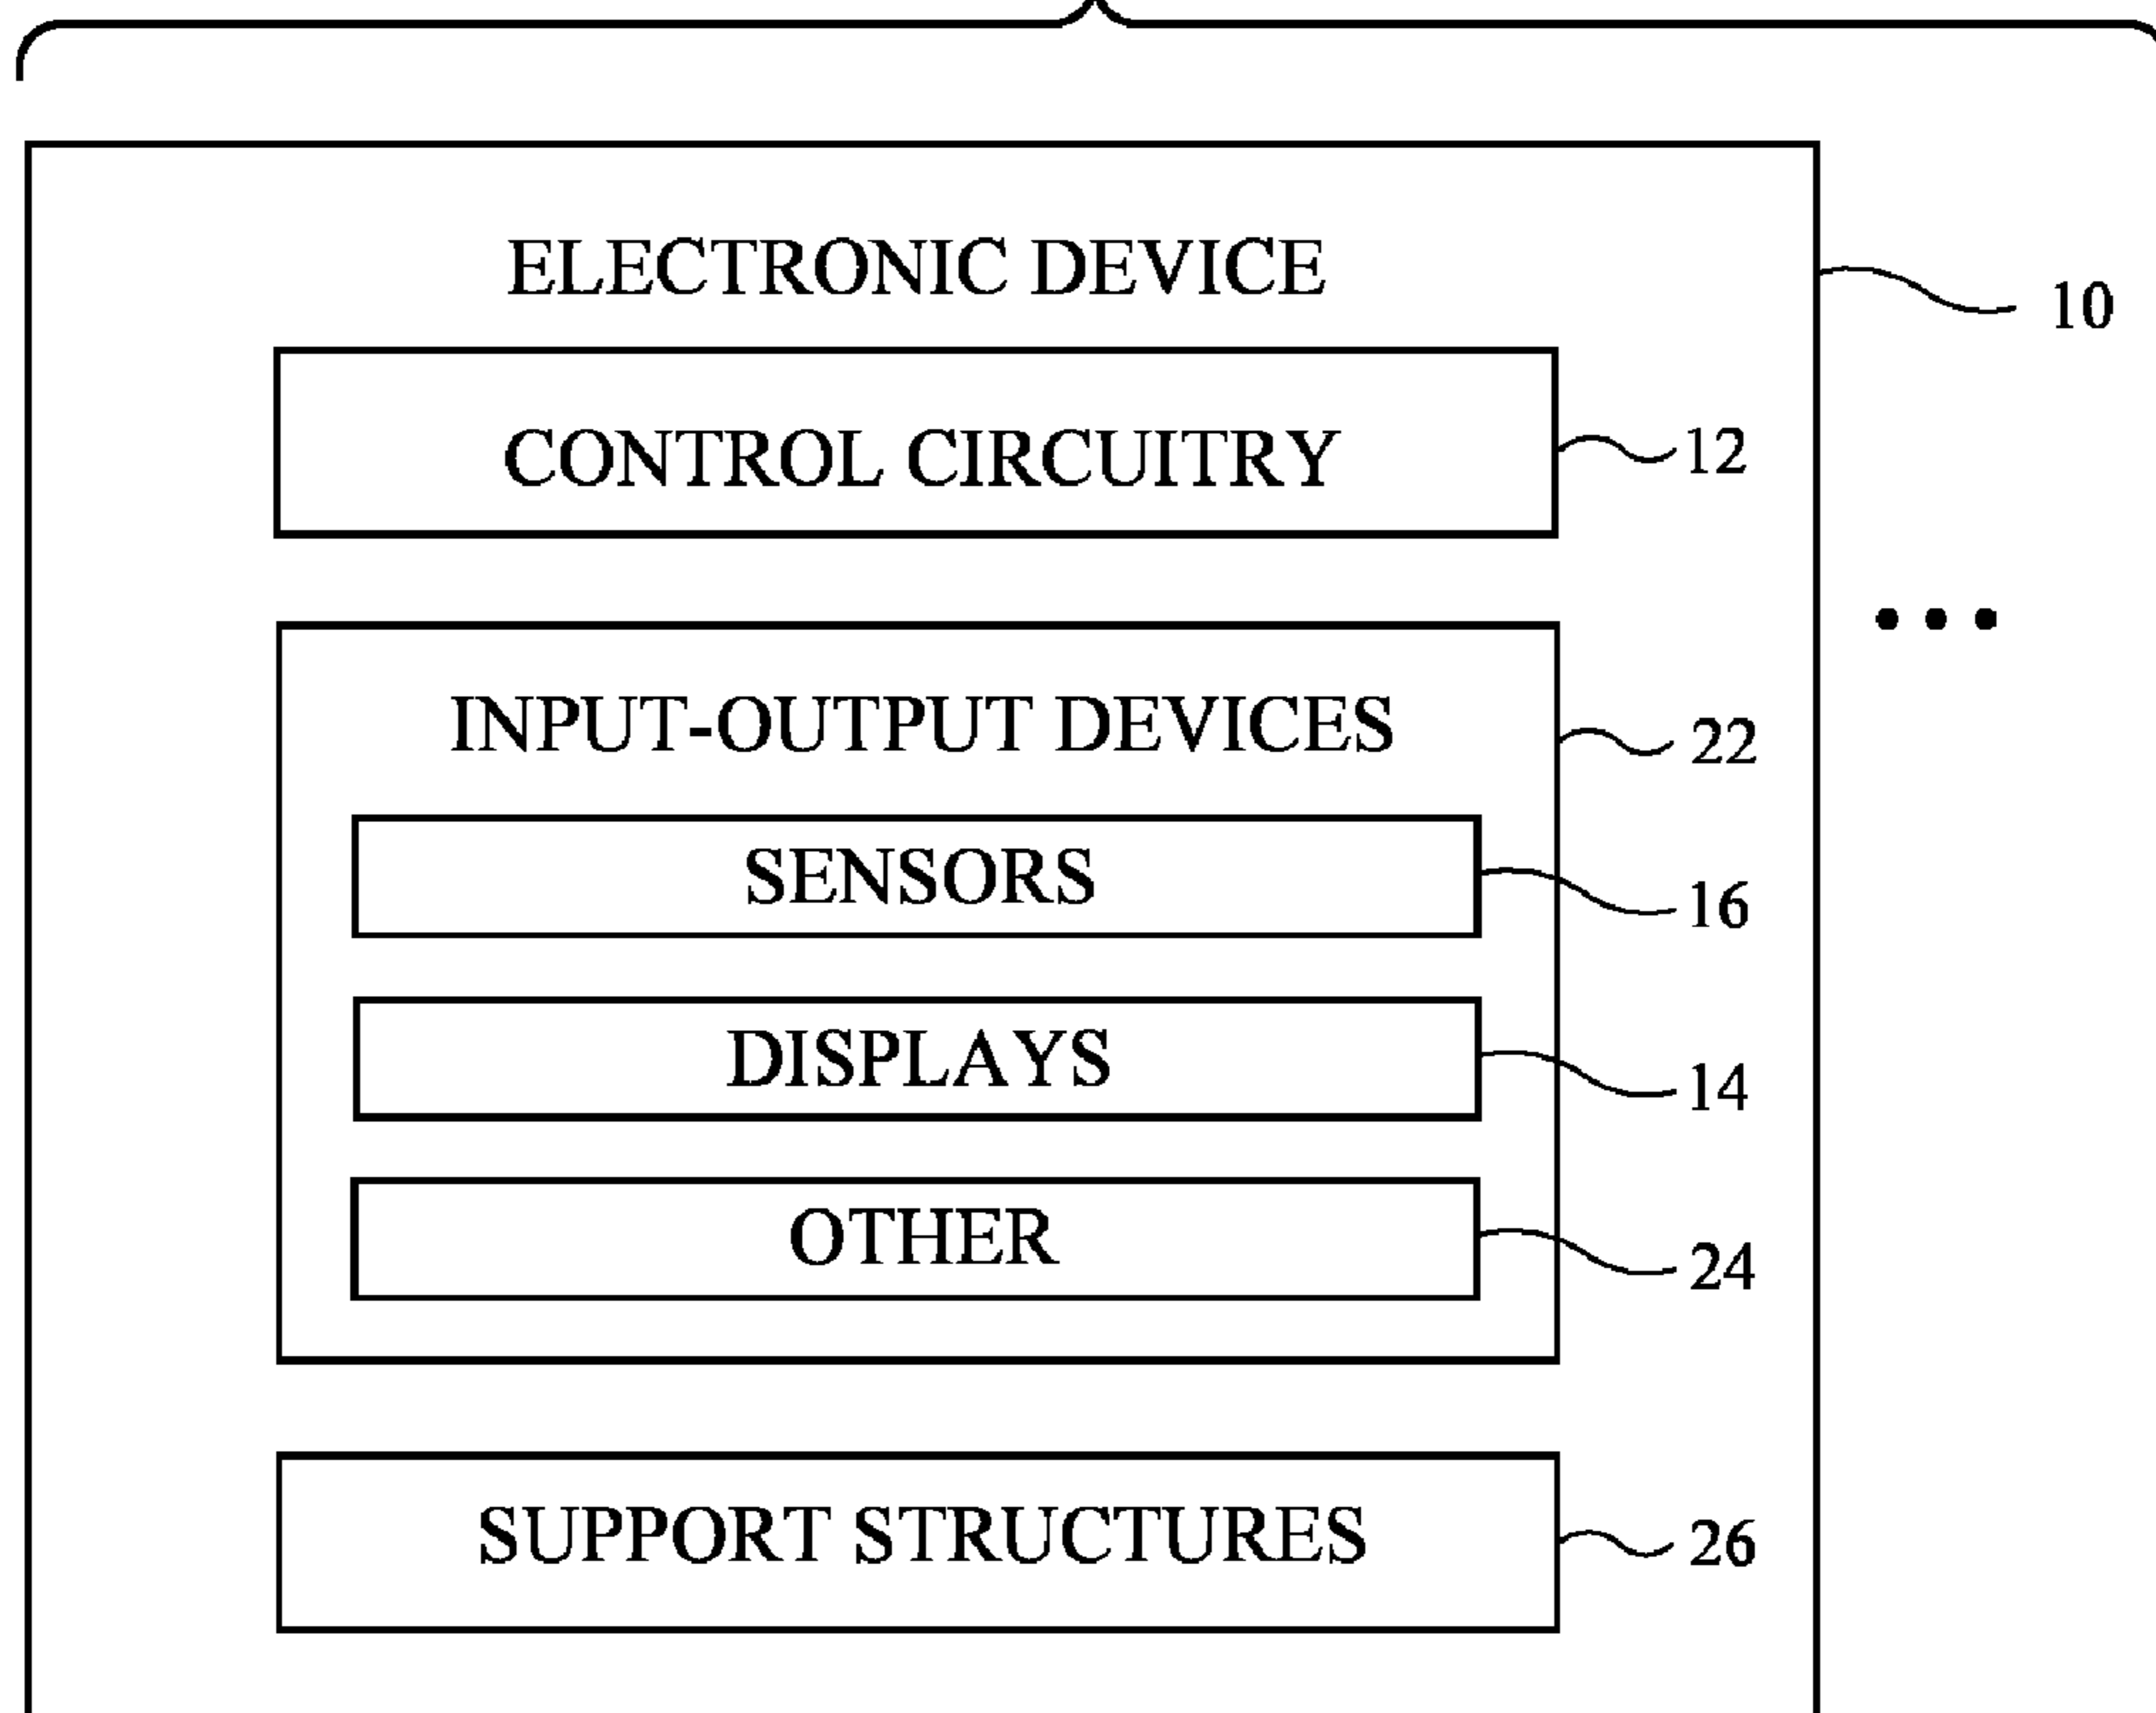 ELECTRONIC DEVICE
10
CONTROL CIRCUITRY
12
...
INPUT-OUTPUT DEVICES
22
SENSORS
16
DISPLAYS
14
OTHER
24
SUPPORT STRUCTURES
26